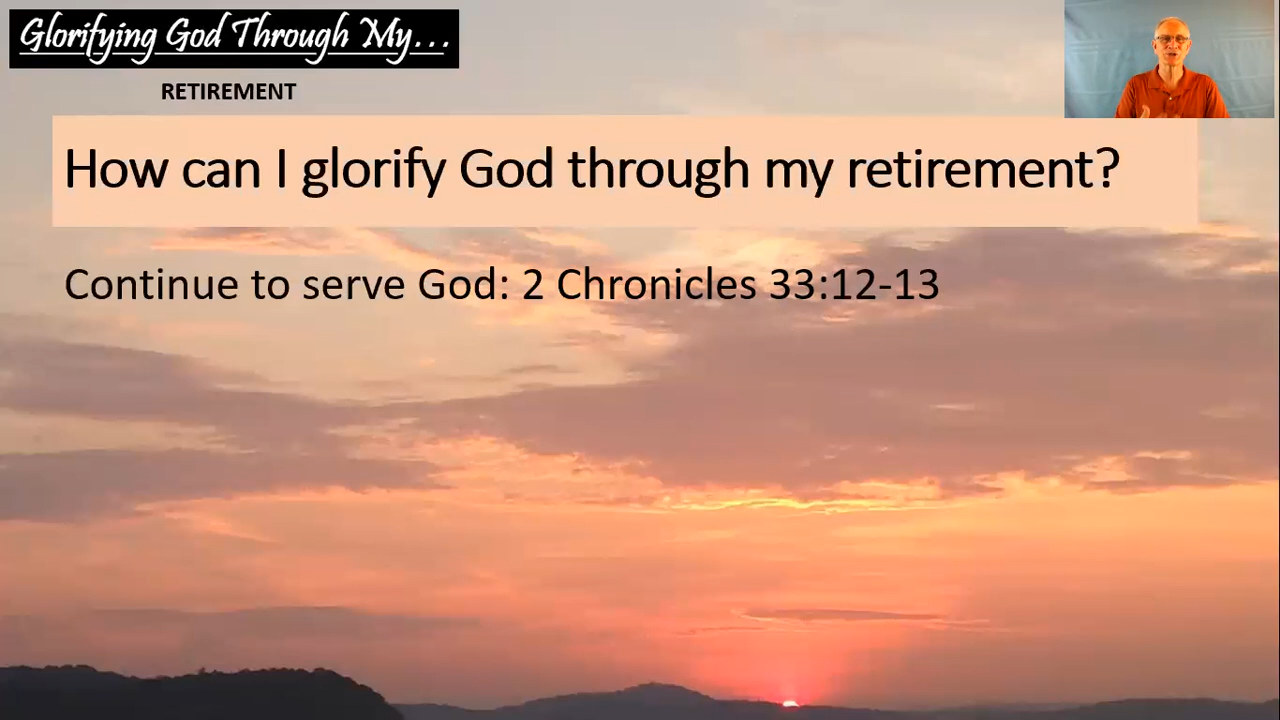 Glorifying God Through My...
RETIREMENT
How can I glorify God through my retirement?
Continue to serve God: 2 Chronicles 33:12-13